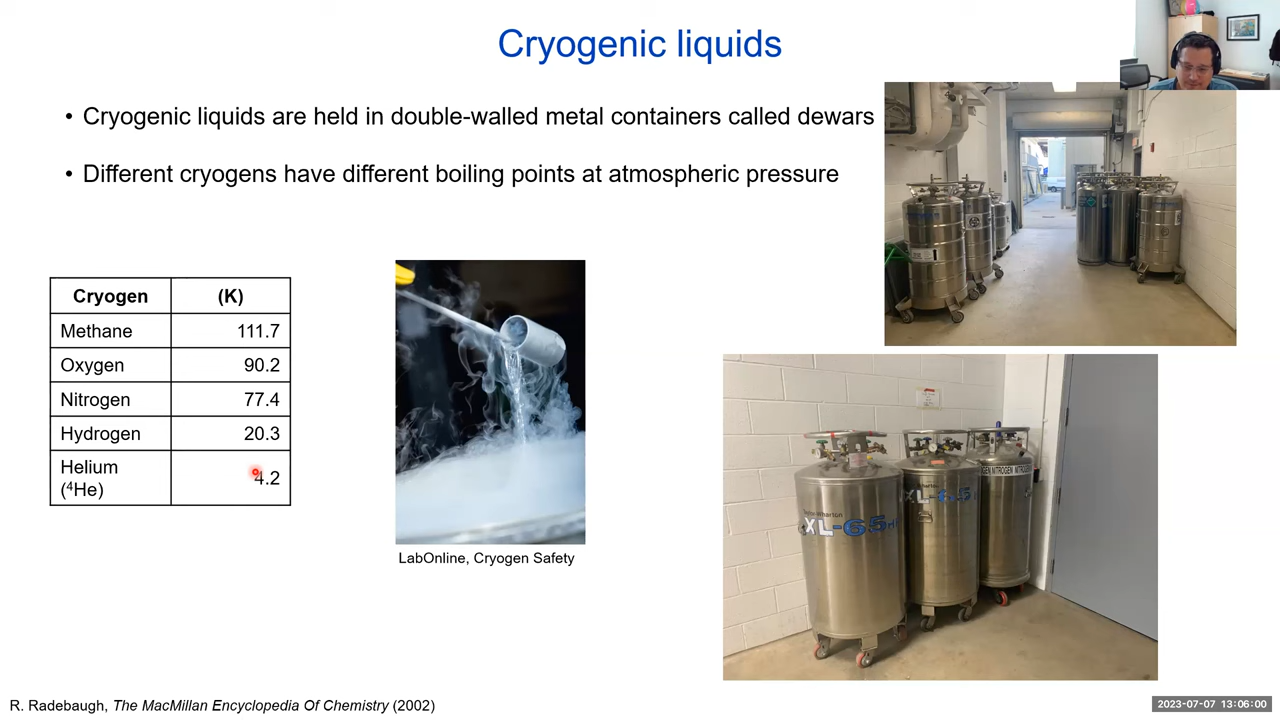 Cryogenic liquids
• Cryogenic liquids are held in double-walled metal containers called dewars
• Different cryogens have different boiling points at atmospheric pressure
Cryogen (K)
Methane 111.7
Oxygen 90.2
Nitrogen 77.4
Hydrogen 20.3
Helium
(⁴He) 4.2
LabOnline, Cryogen Safety
XL-65
XL-65
NITROGEN
R. Radebaugh, The MacMillan Encyclopedia Of Chemistry (2002)
2023-07-07 13:06:00